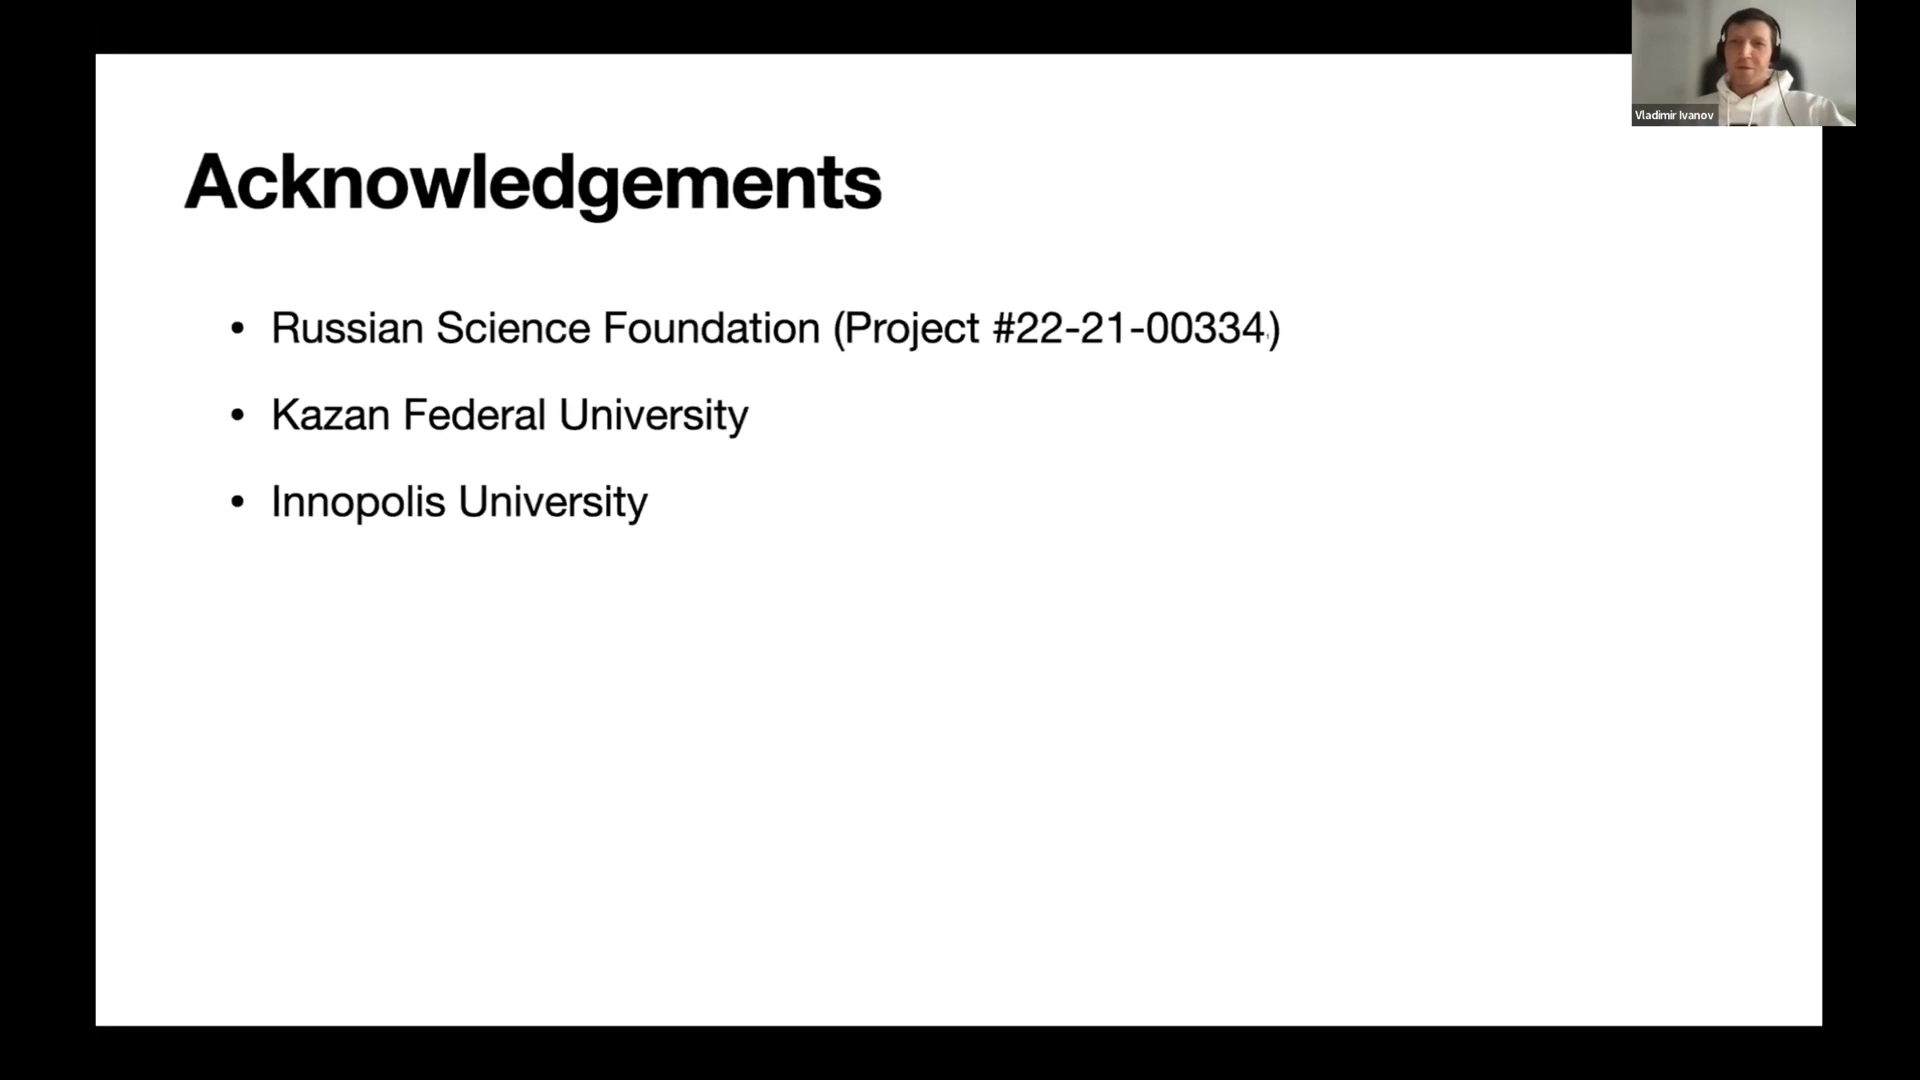 Vladimir Ivanov
Acknowledgements
• Russian Science Foundation (Project #22-21-00334)
• Kazan Federal University
• Innopolis University